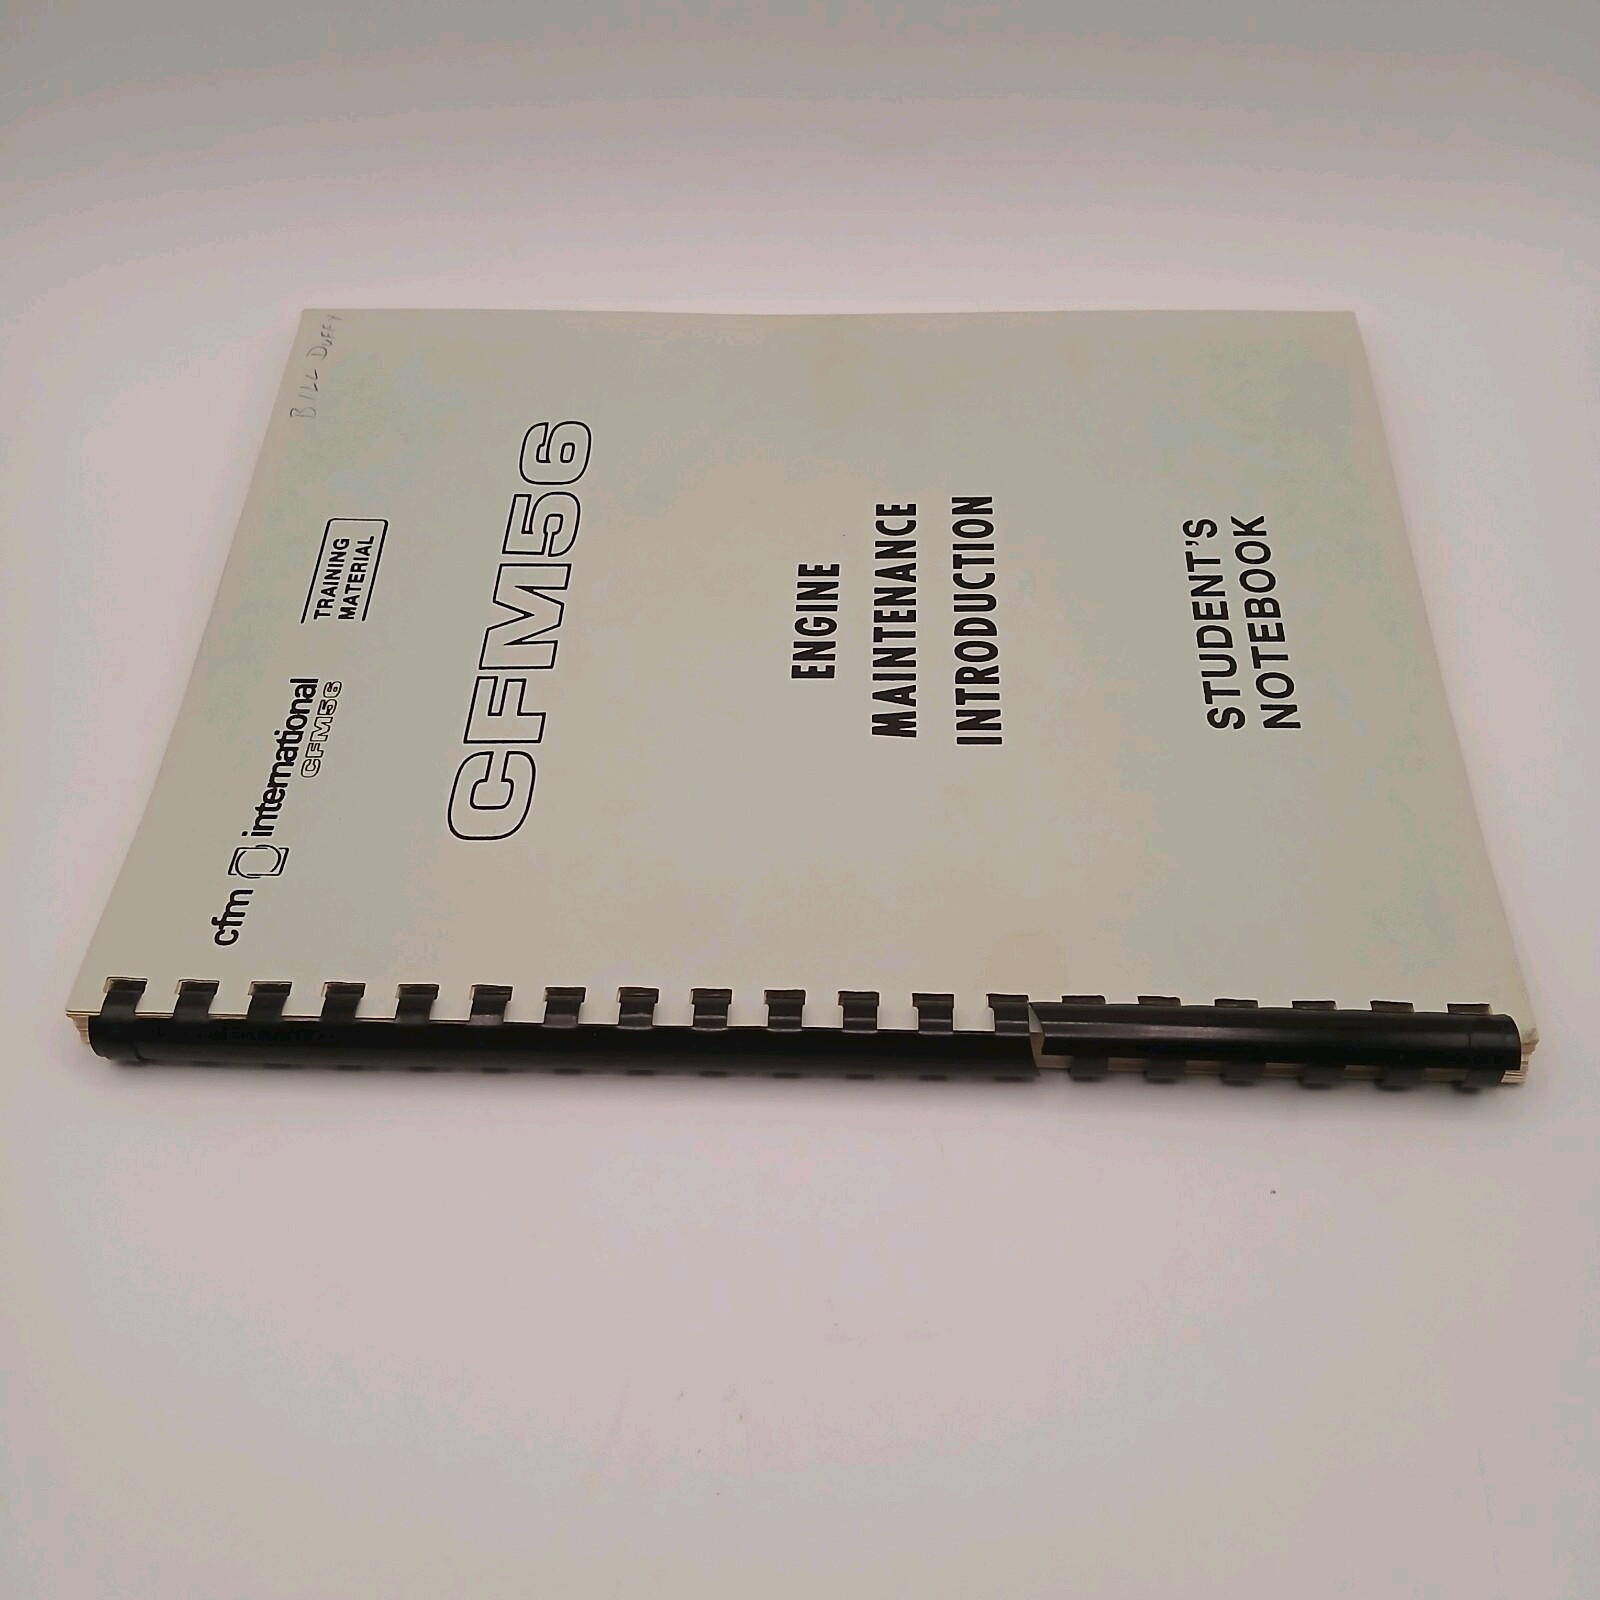 BILL DUFFY
cfm international
CFM56
TRAINING
MATERIAL
CFM56
ENGINE
MAINTENANCE
INTRODUCTION
STUDENT'S
NOTEBOOK